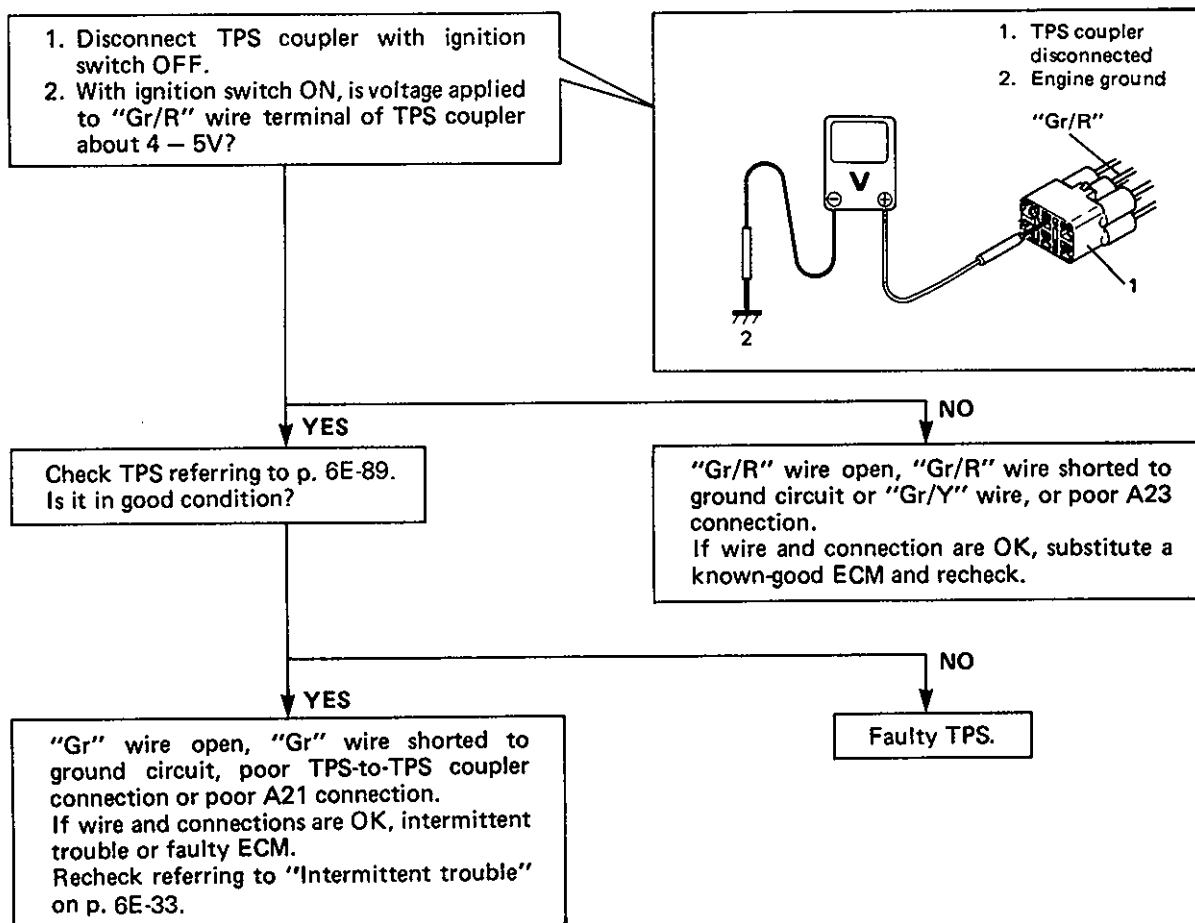 1. Disconnect TPS coupler with ignition
switch OFF.
2. With ignition switch ON, is voltage applied
to "Gr/R" wire terminal of TPS coupler
about 4 – 5V?
1. TPS coupler
disconnected
2. Engine ground
"Gr/R"
V
1
2
YES
NO
Check TPS referring to p. 6E-89.
Is it in good condition?
"Gr/R" wire open, "Gr/R" wire shorted to
ground circuit or "Gr/Y" wire, or poor A23
connection.
If wire and connection are OK, substitute a
known-good ECM and recheck.
YES
NO
"Gr" wire open, "Gr" wire shorted to
ground circuit, poor TPS-to-TPS coupler
connection or poor A21 connection.
If wire and connections are OK, intermittent
trouble or faulty ECM.
Recheck referring to "Intermittent trouble"
on p. 6E-33.
Faulty TPS.